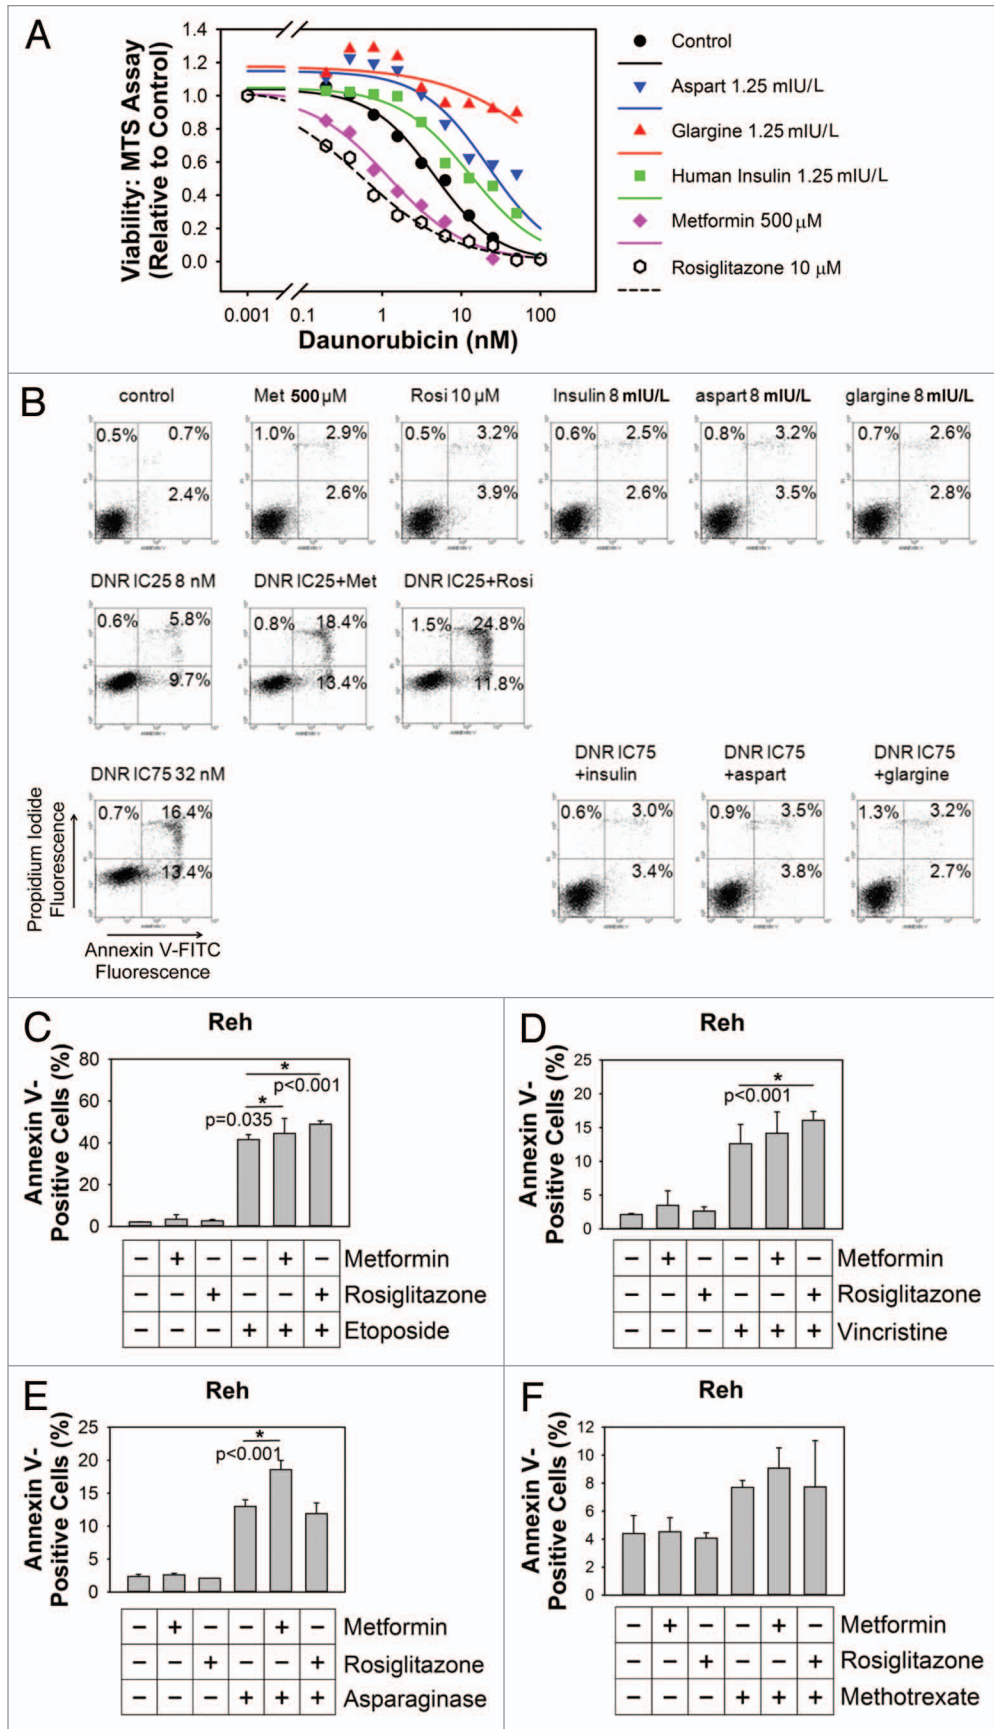 A
Viability: MTS Assay
(Relative to Control)
1.4
1.2
1.0
0.8
0.6
0.4
0.2
0.0
0.001 0.1 1 10 100
Daunorubicin (nM)
Control
Aspart 1.25 mIU/L
Glargine 1.25 mIU/L
Human Insulin 1.25 mIU/L
Metformin 500 μM
Rosiglitazone 10 μM
B
control Met 500 μM Rosi 10 μM Insulin 8 mIU/L aspart 8 mIU/L glargine 8 mIU/L
0.5% 0.7% 1.0% 2.9% 0.5% 3.2% 0.6% 2.5% 0.8% 3.2% 0.7% 2.6%
2.4% 2.6% 3.9% 2.6% 3.5% 2.8%
DNR IC25 8 nM DNR IC25+Met DNR IC25+Rosi
0.6% 5.8% 0.8% 18.4% 1.5% 24.8%
9.7% 13.4% 11.8%
DNR IC75 32 nM
DNR IC75
+insulin
DNR IC75
+aspart
DNR IC75
+glargine
0.7% 16.4% 0.6% 3.0% 0.9% 3.5% 1.3% 3.2%
13.4% 3.4% 3.8% 2.7%
Propidium Iodide
Fluorescence
Annexin V-FITC
Fluorescence
C
Reh
Annexin V-
Positive Cells (%)
80
60
40
20
0
*
p<0.001
*
p=0.035
− + − − + − Metformin
− − + − − + Rosiglitazone
− − − + + + Etoposide
D
Reh
Annexin V-
Positive Cells (%)
25
20
15
10
5
0
*
p<0.001
− + − − + − Metformin
− − + − − + Rosiglitazone
− − − + + + Vincristine
E
Reh
Annexin V-
Positive Cells (%)
25
20
15
10
5
0
*
p<0.001
− + − − + − Metformin
− − + − − + Rosiglitazone
− − − + + + Asparaginase
F
Reh
Annexin V-
Positive Cells (%)
12
10
8
6
4
2
0
− + − − + − Metformin
− − + − − + Rosiglitazone
− − − + + + Methotrexate